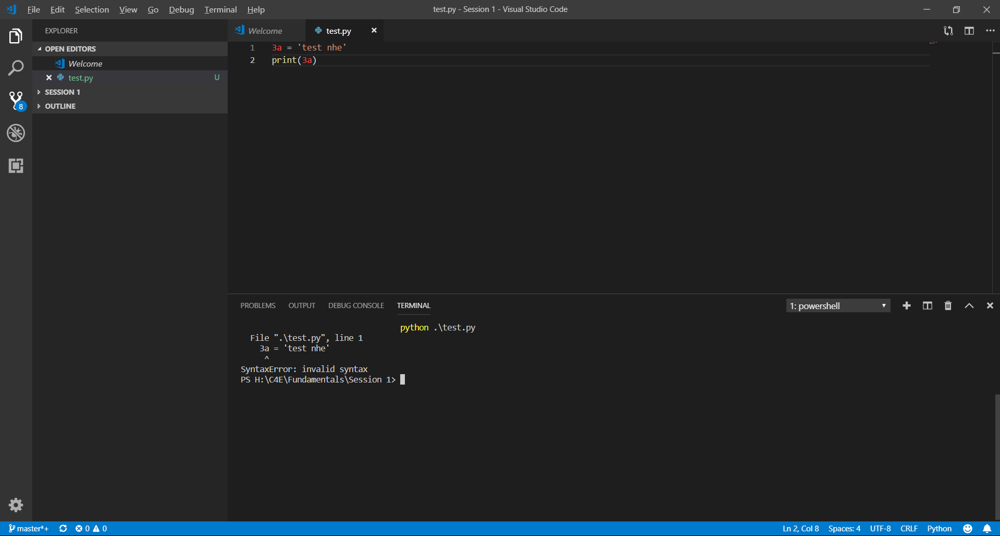 File Edit Selection View Go Debug Terminal Help
test.py - Session 1 - Visual Studio Code
EXPLORER
OPEN EDITORS
Welcome
test.py U
SESSION 1
OUTLINE
8
Welcome test.py
1 3a = 'test nhe'
2 print(3a)
PROBLEMS OUTPUT DEBUG CONSOLE TERMINAL
1: powershell
python .\test.py
File ".\test.py", line 1
3a = 'test nhe'
^
SyntaxError: invalid syntax
PS H:\C4E\Fundamentals\Session 1>
master*+ 0 0
Ln 2, Col 8 Spaces: 4 UTF-8 CRLF Python